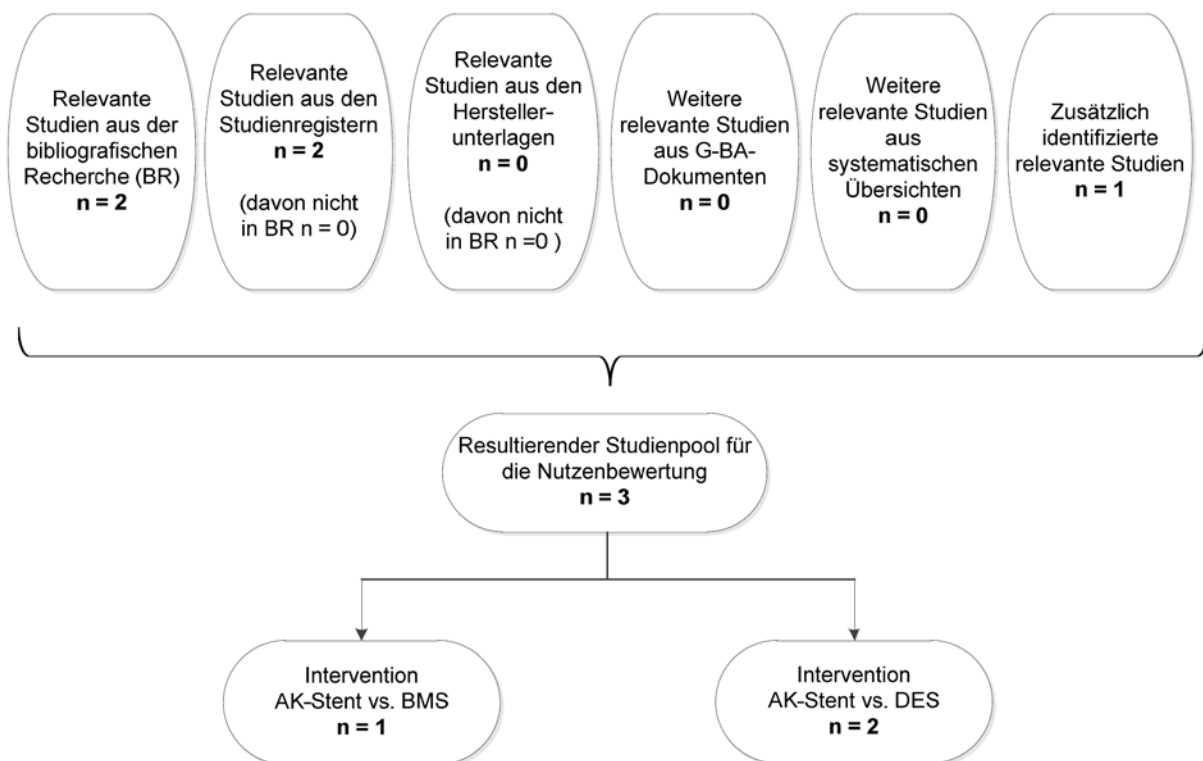 Relevante
Studien aus der
bibliografischen
Recherche (BR)
n = 2
Relevante
Studien aus den
Studienregistern
n = 2
(davon nicht
in BR n = 0)
Relevante
Studien aus den
Hersteller-
unterlagen
n = 0
(davon nicht
in BR n =0 )
Weitere
relevante Studien
aus G-BA-
Dokumenten
n = 0
Weitere
relevante Studien
aus
systematischen
Übersichten
n = 0
Zusätzlich
identifizierte
relevante Studien
n = 1
Resultierender Studienpool für
die Nutzenbewertung
n = 3
Intervention
AK-Stent vs. BMS
n = 1
Intervention
AK-Stent vs. DES
n = 2